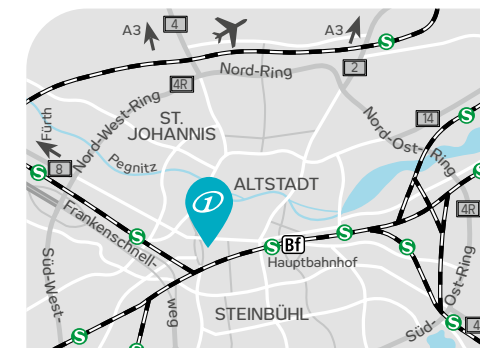 4
A3
A3
4R
Nord-Ring
2
Nord-West-Ring
ST.
JOHANNIS
Fürth
8
Pegnitz
14
Nord-Ost-Ring
ALTSTADT
4R
Frankenschnell-
weg
Bf
Hauptbahnhof
Süd-West-
STEINBÜHL
Süd-Ost-Ring
4
S
S
S
S
S
S
S
S
S
S
S